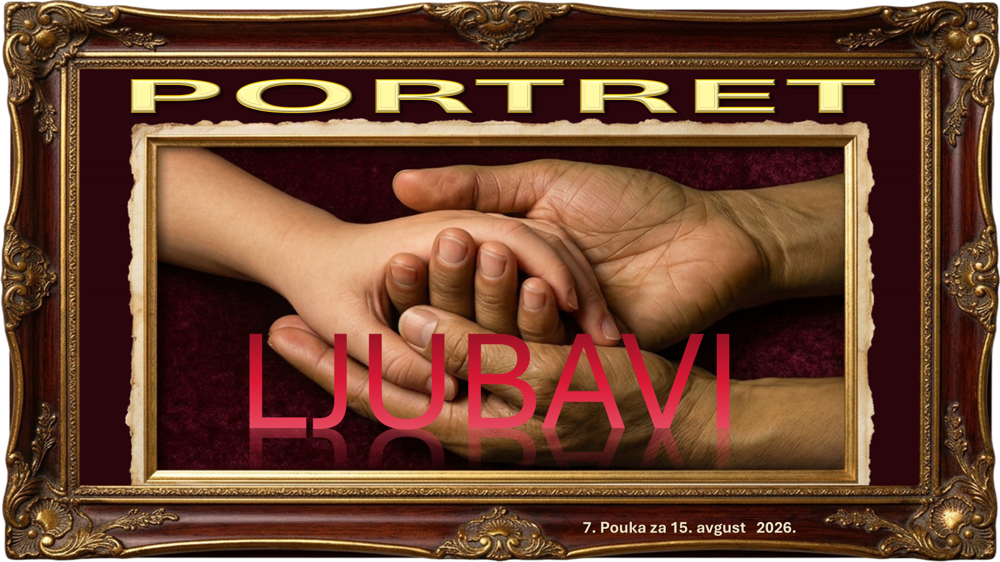 PORTRET
LJUBAVI
7. Pouka za 15. avgust 2026.